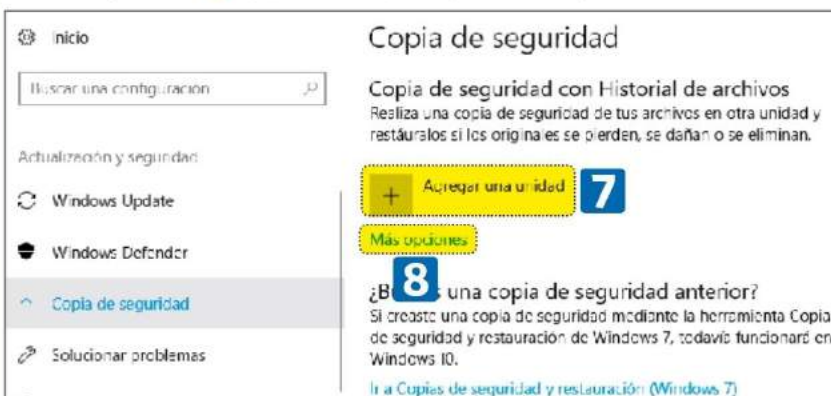 Inicio
Buscar una configuración
Actualización y seguridad
Windows Update
Windows Defender
Copia de seguridad
Solucionar problemas
Copia de seguridad
Copia de seguridad con Historial de archivos
Realiza una copia de seguridad de tus archivos en otra unidad y
restáuralos si los originales se pierden, se dañan o se eliminan.
+ Agregar una unidad 7
Más opciones
8
¿B s una copia de seguridad anterior?
Si creaste una copia de seguridad mediante la herramienta Copia
de seguridad y restauración de Windows 7, todavía funcionará en
Windows 10.
Ir a Copias de seguridad y restauración (Windows 7)